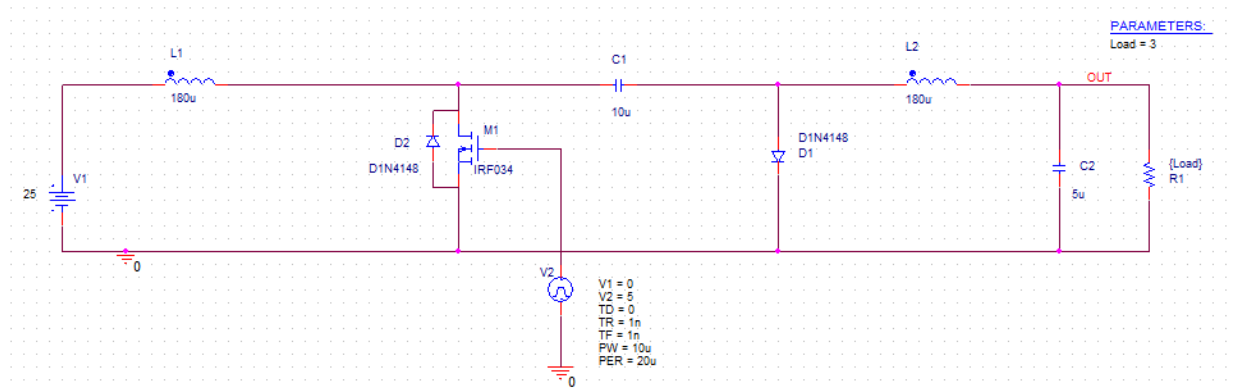 PARAMETERS:
Load = 3
L1
180u
C1
10u
L2
180u
OUT
D2
D1N4148
M1
IRF034
D1N4148
D1
C2
5u
{Load}
R1
25
V1
0
V2
V1 = 0
V2 = 5
TD = 0
TR = 1n
TF = 1n
PW = 10u
PER = 20u
0